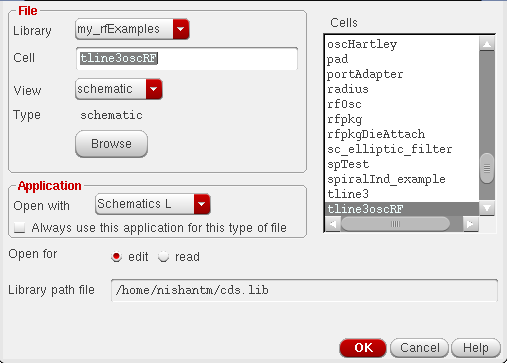 File
Library my_rfExamples
Cell tline3oscRF
View schematic
Type schematic
Browse
Application
Open with Schematics L
Always use this application for this type of file
Open for edit read
Library path file /home/nishantm/cds.lib
Cells
oscHartley
pad
portAdapter
radius
rfOsc
rfpkg
rfpkgDieAttach
sc_elliptic_filter
spTest
spiralInd_example
tline3
tline3oscRF
OK Cancel Help